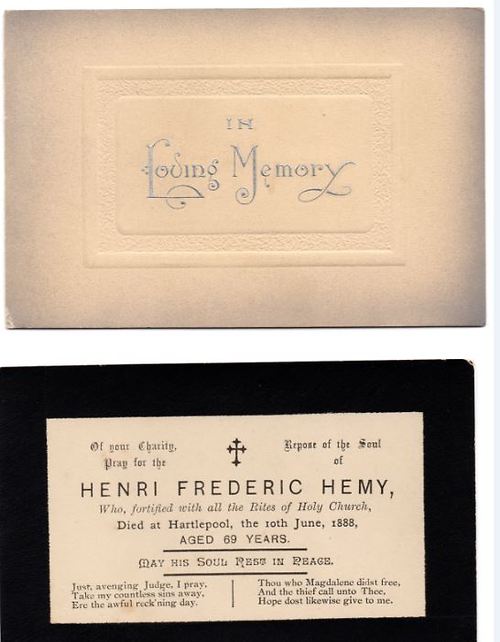 IN
Loving Memory
Of your Charity,
Pray for the
Repose of the Soul
of
HENRI FREDERIC HEMY,
Who, fortified with all the Rites of Holy Church,
Died at Hartlepool, the 10th June, 1888,
AGED 69 YEARS.
MAY HIS SOUL REST IN PEACE.
Just, avenging Judge, I pray,
Take my countless sins away,
Ere the awful reck'ning day.
Thou who Magdalene didst free,
And the thief call unto Thee,
Hope dost likewise give to me.